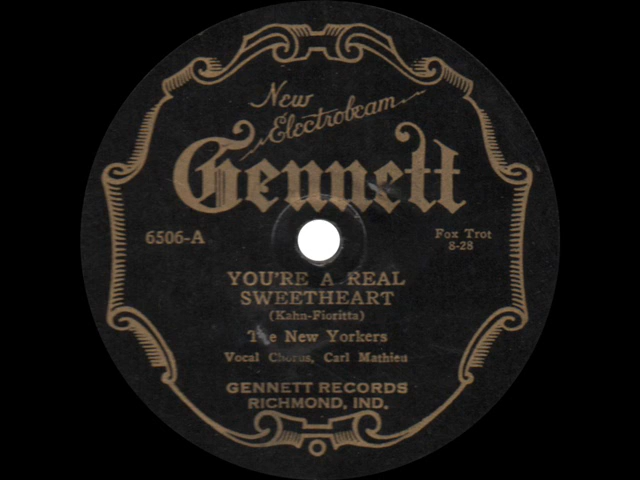 New
Electrobeam
Gennett
6506-A
Fox Trot
8-28
YOU'RE A REAL
SWEETHEART
(Kahn-Fioritta)
The New Yorkers
Vocal Chorus, Carl Mathieu
GENNETT RECORDS
RICHMOND, IND.